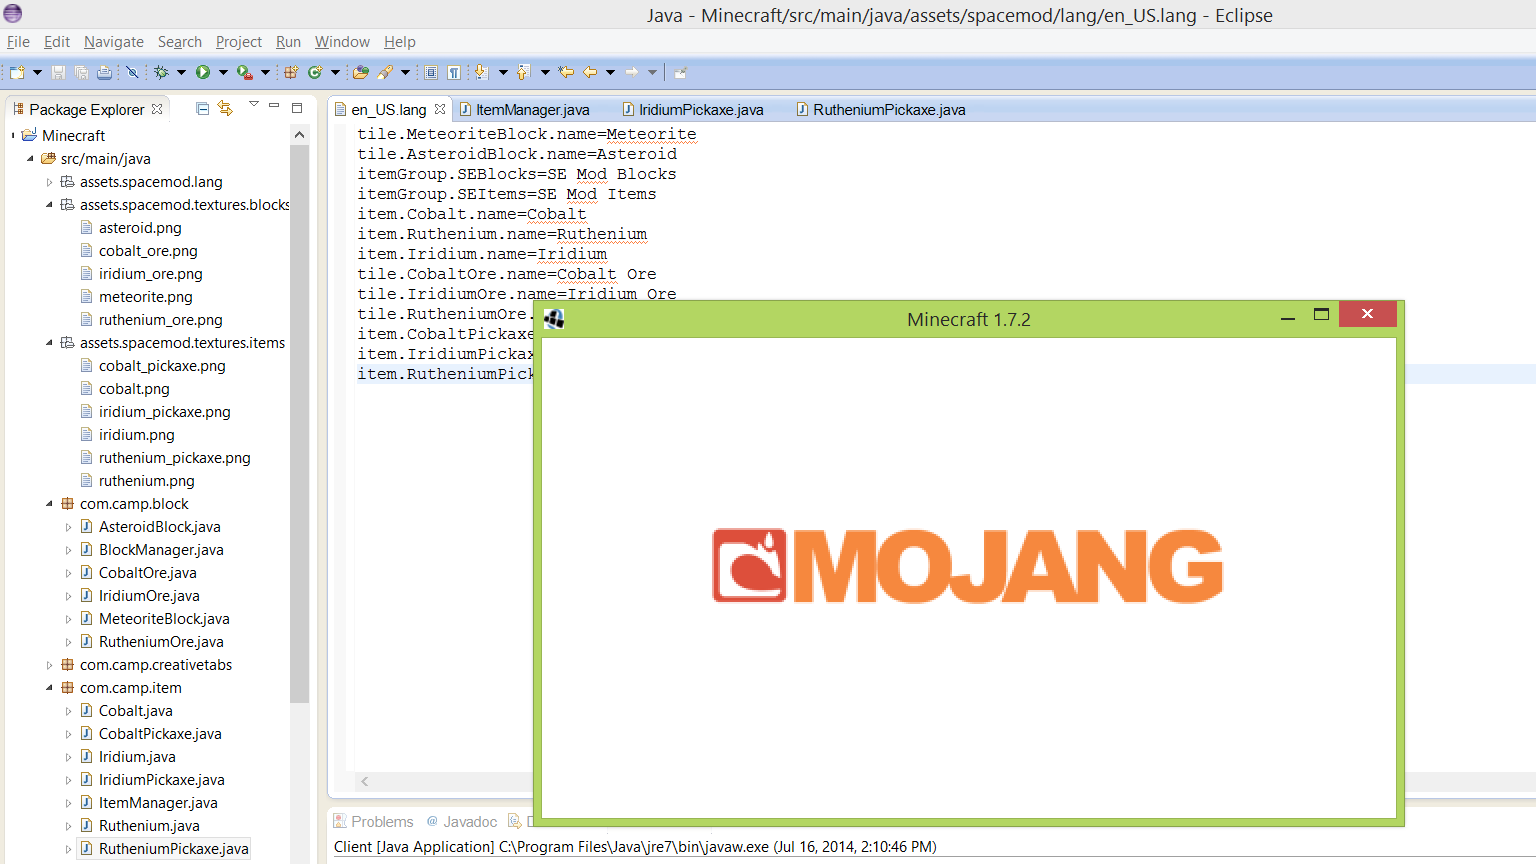 Java - Minecraft/src/main/java/assets/spacemod/lang/en_US.lang - Eclipse
File Edit Navigate Search Project Run Window Help
Package Explorer
Minecraft
src/main/java
assets.spacemod.lang
assets.spacemod.textures.blocks
asteroid.png
cobalt_ore.png
iridium_ore.png
meteorite.png
ruthenium_ore.png
assets.spacemod.textures.items
cobalt_pickaxe.png
cobalt.png
iridium_pickaxe.png
iridium.png
ruthenium_pickaxe.png
ruthenium.png
com.camp.block
AsteroidBlock.java
BlockManager.java
CobaltOre.java
IridiumOre.java
MeteoriteBlock.java
RutheniumOre.java
com.camp.creativetabs
com.camp.item
Cobalt.java
CobaltPickaxe.java
Iridium.java
IridiumPickaxe.java
ItemManager.java
Ruthenium.java
RutheniumPickaxe.java
en_US.lang ItemManager.java IridiumPickaxe.java RutheniumPickaxe.java
tile.MeteoriteBlock.name=Meteorite
tile.AsteroidBlock.name=Asteroid
itemGroup.SEBlocks=SE Mod Blocks
itemGroup.SEItems=SE Mod Items
item.Cobalt.name=Cobalt
item.Ruthenium.name=Ruthenium
item.Iridium.name=Iridium
tile.CobaltOre.name=Cobalt Ore
tile.IridiumOre.name=Iridium Ore
tile.RutheniumOre.
item.CobaltPickaxe
item.IridiumPickax
item.RutheniumPick
Minecraft 1.7.2
MOJANG
Problems Javadoc
Client [Java Application] C:\Program Files\Java\jre7\bin\javaw.exe (Jul 16, 2014, 2:10:46 PM)